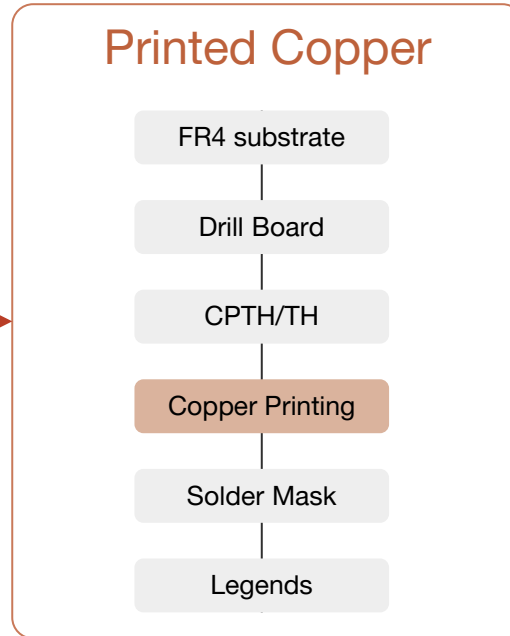 Printed Copper
FR4 substrate
Drill Board
CPTH/TH
Copper Printing
Solder Mask
Legends